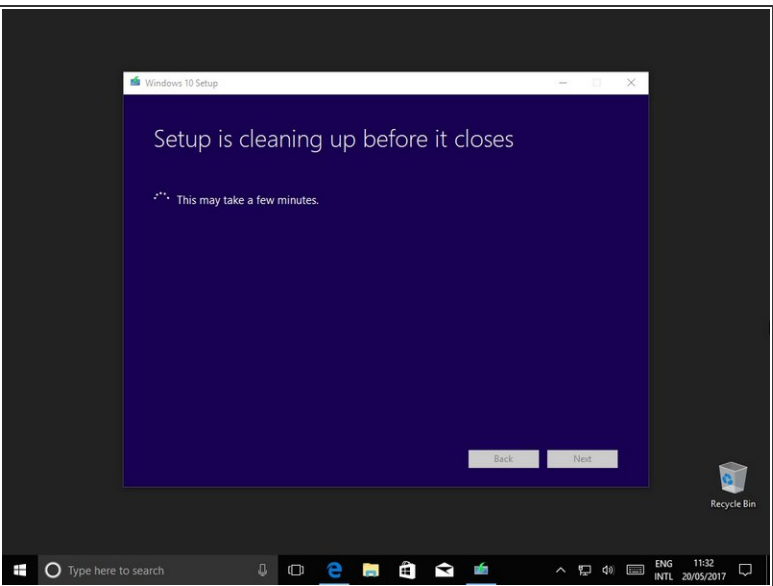 Windows 10 Setup
Setup is cleaning up before it closes
This may take a few minutes.
Back
Next
Recycle Bin
Type here to search
ENG
INTL
11:32
20/05/2017